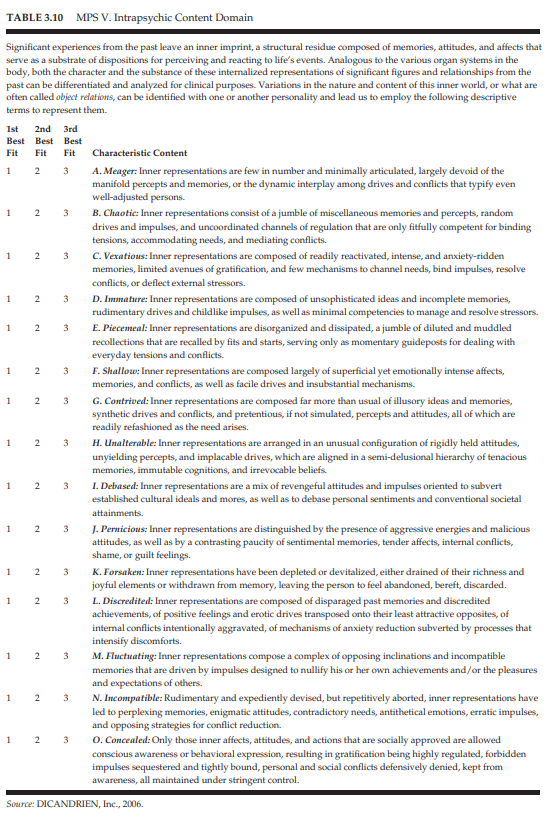 TABLE 3.10 MPS V. Intrapsychic Content Domain
Significant experiences from the past leave an inner imprint, a structural residue composed of memories, attitudes, and affects that
serve as a substrate of dispositions for perceiving and reacting to life's events. Analogous to the various organ systems in the
body, both the character and the substance of these internalized representations of significant figures and relationships from the
past can be differentiated and analyzed for clinical purposes. Variations in the nature and content of this inner world, or what are
often called object relations, can be identified with one or another personality and lead us to employ the following descriptive
terms to represent them.
1st 2nd 3rd
Best Best Best
Fit Fit Fit Characteristic Content
1 2 3 A. Meager: Inner representations are few in number and minimally articulated, largely devoid of the
manifold percepts and memories, or the dynamic interplay among drives and conflicts that typify even
well-adjusted persons.
1 2 3 B. Chaotic: Inner representations consist of a jumble of miscellaneous memories and percepts, random
drives and impulses, and uncoordinated channels of regulation that are only fitfully competent for binding
tensions, accommodating needs, and mediating conflicts.
1 2 3 C. Vexatious: Inner representations are composed of readily reactivated, intense, and anxiety-ridden
memories, limited avenues of gratification, and few mechanisms to channel needs, bind impulses, resolve
conflicts, or deflect external stressors.
1 2 3 D. Immature: Inner representations are composed of unsophisticated ideas and incomplete memories,
rudimentary drives and childlike impulses, as well as minimal competencies to manage and resolve stressors.
1 2 3 E. Piecemeal: Inner representations are disorganized and dissipated, a jumble of diluted and muddled
recollections that are recalled by fits and starts, serving only as momentary guideposts for dealing with
everyday tensions and conflicts.
1 2 3 F. Shallow: Inner representations are composed largely of superficial yet emotionally intense affects,
memories, and conflicts, as well as facile drives and insubstantial mechanisms.
1 2 3 G. Contrived: Inner representations are composed far more than usual of illusory ideas and memories,
synthetic drives and conflicts, and pretentious, if not simulated, percepts and attitudes, all of which are
readily refashioned as the need arises.
1 2 3 H. Unalterable: Inner representations are arranged in an unusual configuration of rigidly held attitudes,
unyielding percepts, and implacable drives, which are aligned in a semi-delusional hierarchy of tenacious
memories, immutable cognitions, and irrevocable beliefs.
1 2 3 I. Debased: Inner representations are a mix of revengeful attitudes and impulses oriented to subvert
established cultural ideals and mores, as well as to debase personal sentiments and conventional societal
attainments.
1 2 3 J. Pernicious: Inner representations are distinguished by the presence of aggressive energies and malicious
attitudes, as well as by a contrasting paucity of sentimental memories, tender affects, internal conflicts,
shame, or guilt feelings.
1 2 3 K. Forsaken: Inner representations have been depleted or devitalized, either drained of their richness and
joyful elements or withdrawn from memory, leaving the person to feel abandoned, bereft, discarded.
1 2 3 L. Discredited: Inner representations are composed of disparaged past memories and discredited
achievements, of positive feelings and erotic drives transposed onto their least attractive opposites, of
internal conflicts intentionally aggravated, of mechanisms of anxiety reduction subverted by processes that
intensify discomforts.
1 2 3 M. Fluctuating: Inner representations compose a complex of opposing inclinations and incompatible
memories that are driven by impulses designed to nullify his or her own achievements and/or the pleasures
and expectations of others.
1 2 3 N. Incompatible: Rudimentary and expediently devised, but repetitively aborted, inner representations have
led to perplexing memories, enigmatic attitudes, contradictory needs, antithetical emotions, erratic impulses,
and opposing strategies for conflict reduction.
1 2 3 O. Concealed: Only those inner affects, attitudes, and actions that are socially approved are allowed
conscious awareness or behavioral expression, resulting in gratification being highly regulated, forbidden
impulses sequestered and tightly bound, personal and social conflicts defensively denied, kept from
awareness, all maintained under stringent control.
Source: DICANDRIEN, Inc., 2006.